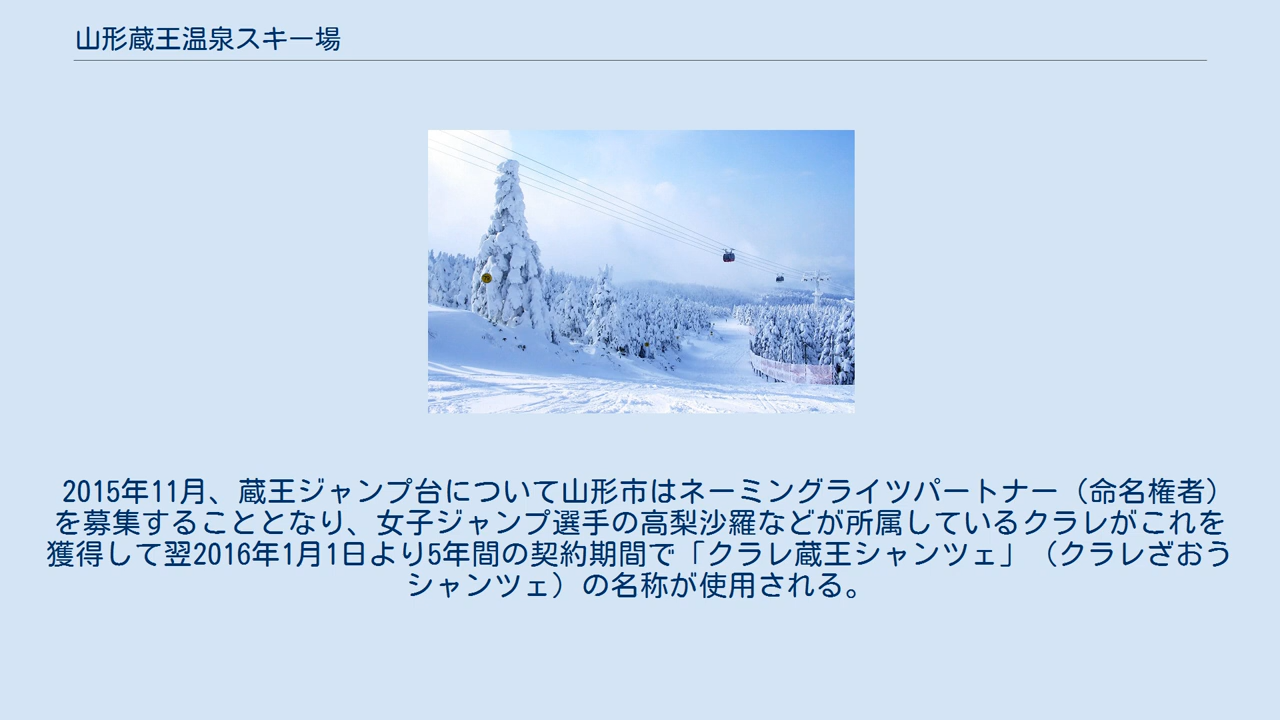 山形蔵王温泉スキー場
2015年11月、蔵王ジャンプ台について山形市はネーミングライツパートナー（命名権者）
を募集することとなり、女子ジャンプ選手の高梨沙羅などが所属しているクラレがこれを
獲得して翌2016年1月1日より5年間の契約期間で「クラレ蔵王シャンツェ」（クラレざおう
シャンツェ）の名称が使用される。